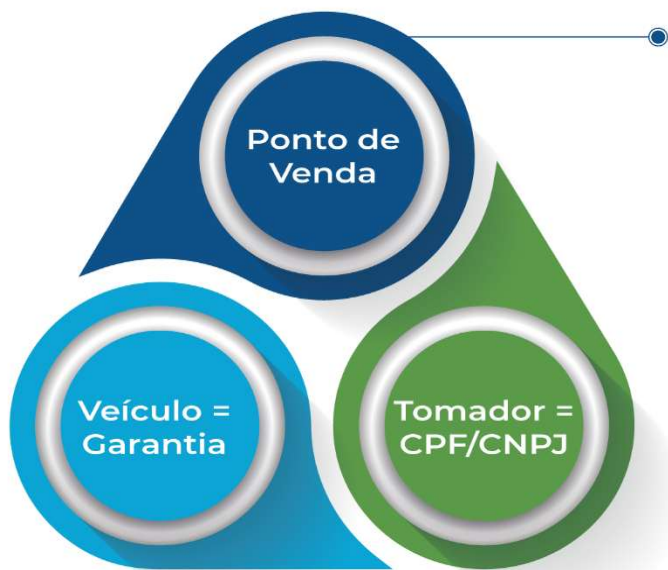 Ponto de
Venda
Veículo =
Garantia
Tomador =
CPF/CNPJ